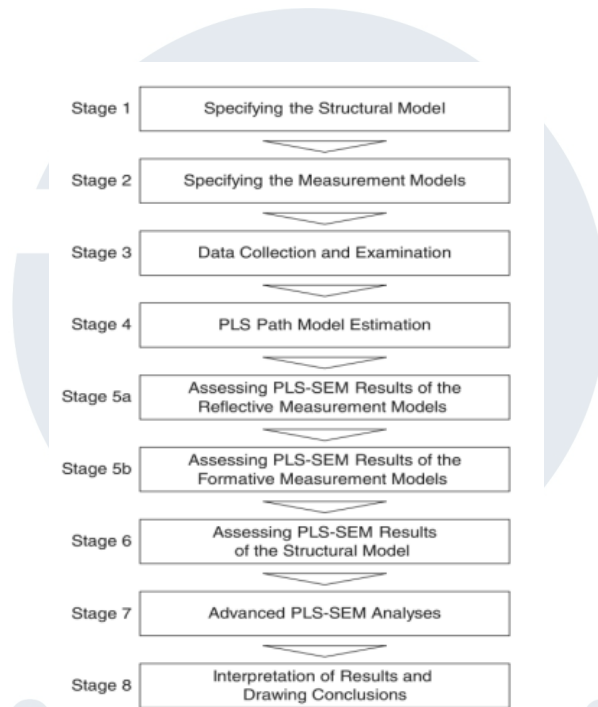 Stage 1 Specifying the Structural Model
Stage 2 Specifying the Measurement Models
Stage 3 Data Collection and Examination
Stage 4 PLS Path Model Estimation
Stage 5a Assessing PLS-SEM Results of the
Reflective Measurement Models
Stage 5b Assessing PLS-SEM Results of the
Formative Measurement Models
Stage 6 Assessing PLS-SEM Results
of the Structural Model
Stage 7 Advanced PLS-SEM Analyses
Stage 8 Interpretation of Results and
Drawing Conclusions